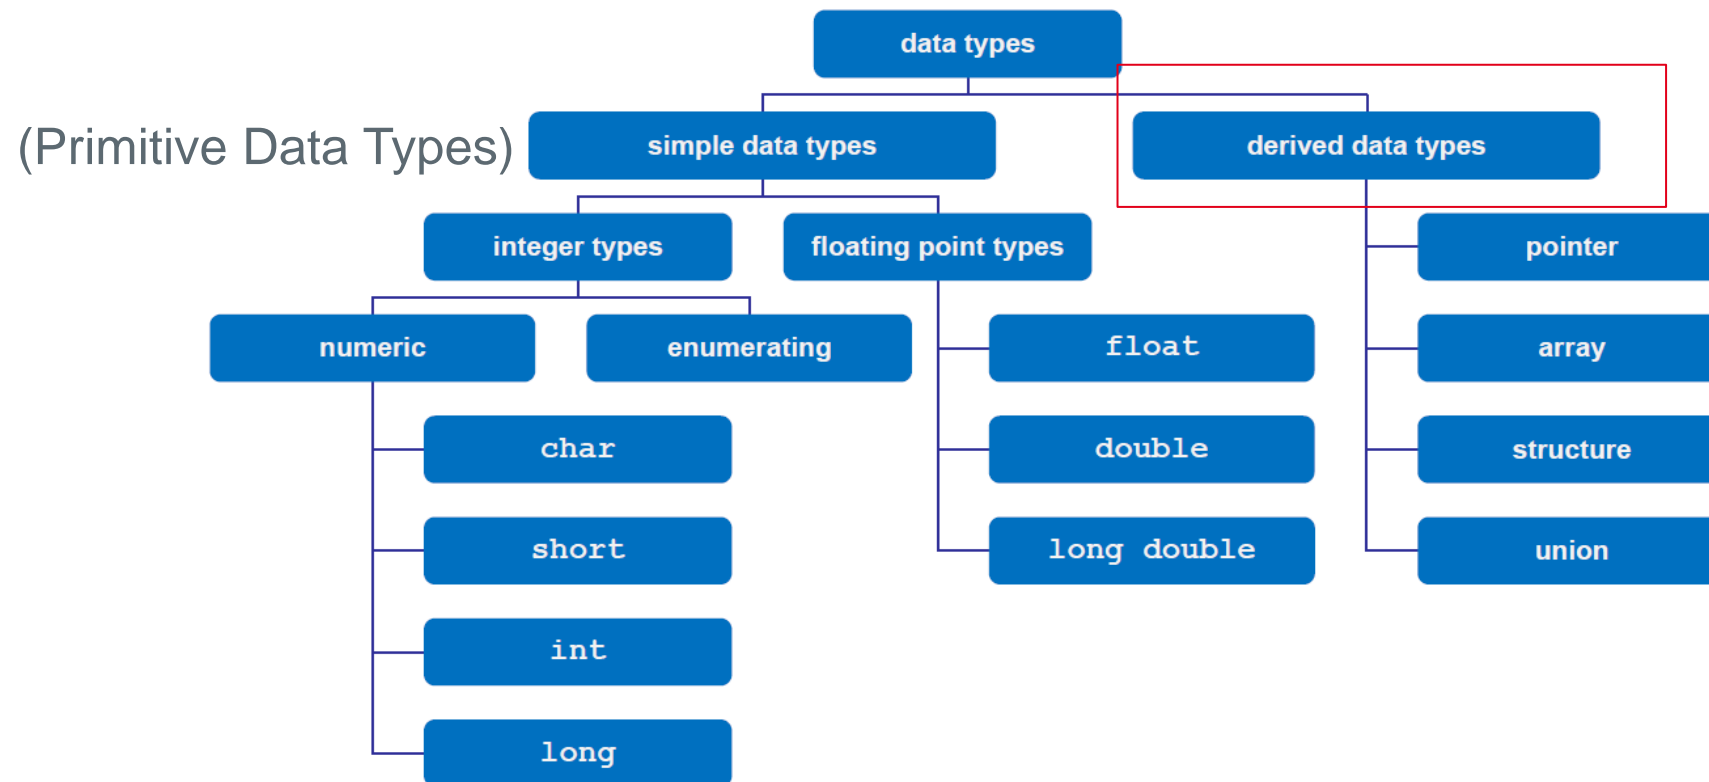 data types
(Primitive Data Types)
simple data types
derived data types
integer types
floating point types
pointer
numeric
enumerating
float
array
char
double
structure
short
long double
union
int
long